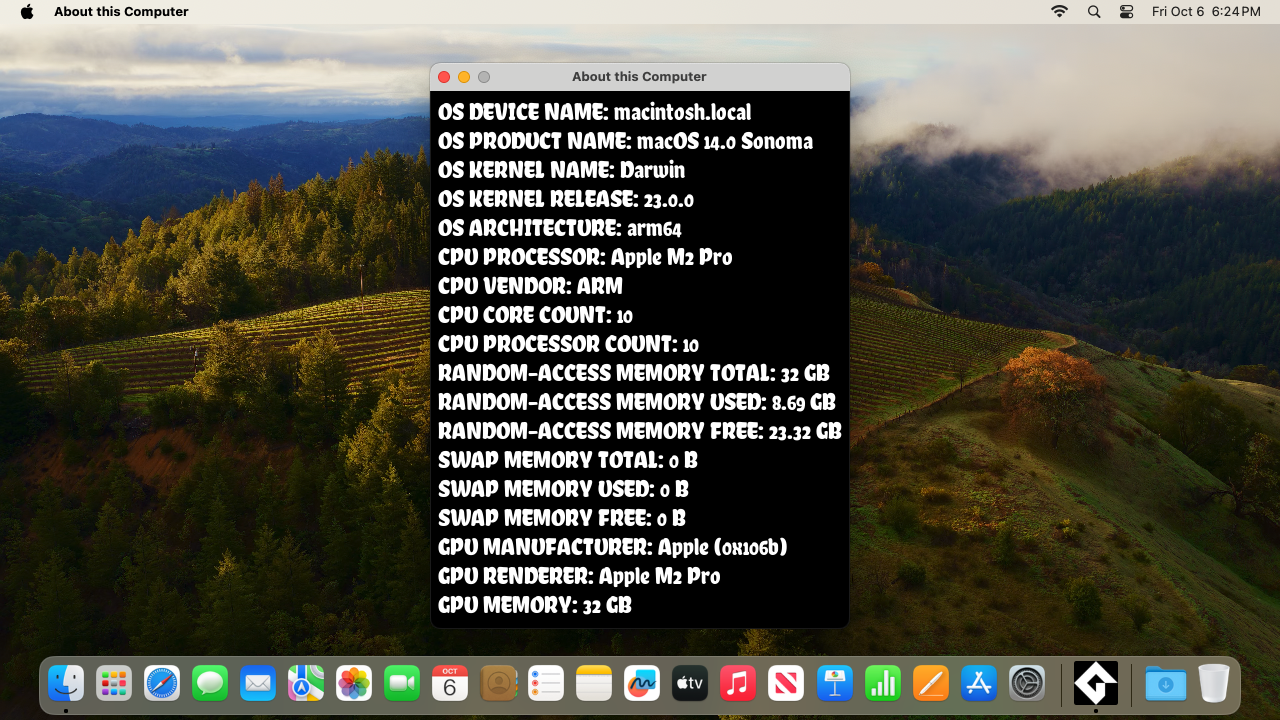 About this Computer
Fri Oct 6 6:24 PM
About this Computer
OS DEVICE NAME: macintosh.local
OS PRODUCT NAME: macOS 14.0 Sonoma
OS KERNEL NAME: Darwin
OS KERNEL RELEASE: 23.0.0
OS ARCHITECTURE: arm64
CPU PROCESSOR: Apple M2 Pro
CPU VENDOR: ARM
CPU CORE COUNT: 10
CPU PROCESSOR COUNT: 10
RANDOM-ACCESS MEMORY TOTAL: 32 GB
RANDOM-ACCESS MEMORY USED: 8.69 GB
RANDOM-ACCESS MEMORY FREE: 23.32 GB
SWAP MEMORY TOTAL: 0 B
SWAP MEMORY USED: 0 B
SWAP MEMORY FREE: 0 B
GPU MANUFACTURER: Apple (0x106b)
GPU RENDERER: Apple M2 Pro
GPU MEMORY: 32 GB
OCT
6
tv